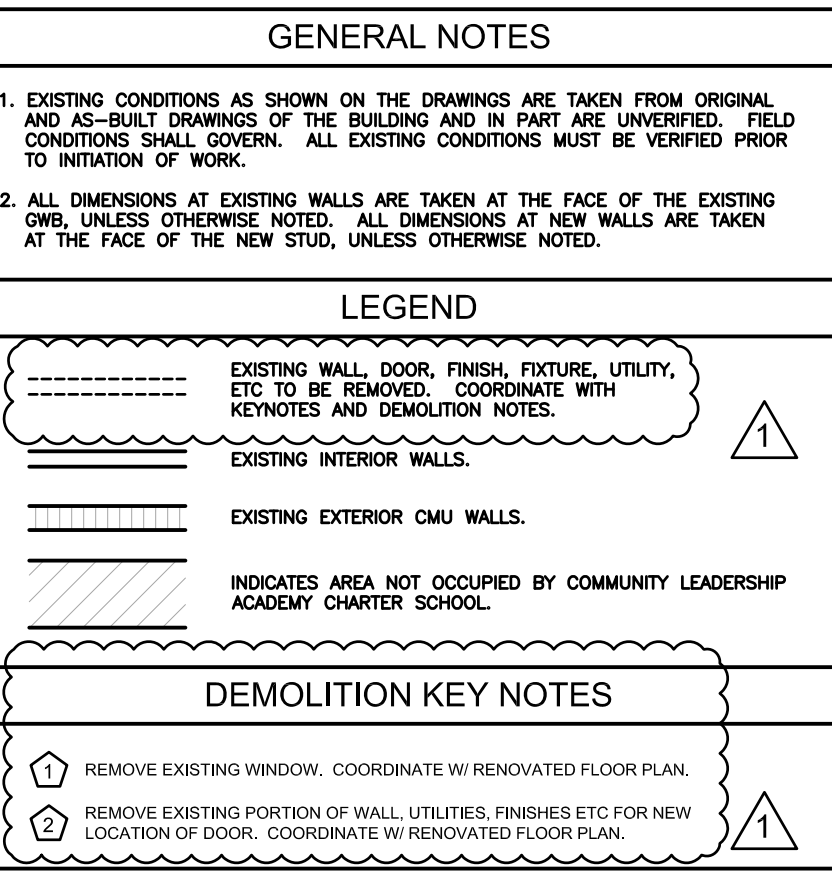 GENERAL NOTES
1. EXISTING CONDITIONS AS SHOWN ON THE DRAWINGS ARE TAKEN FROM ORIGINAL
AND AS-BUILT DRAWINGS OF THE BUILDING AND IN PART ARE UNVERIFIED. FIELD
CONDITIONS SHALL GOVERN. ALL EXISTING CONDITIONS MUST BE VERIFIED PRIOR
TO INITIATION OF WORK.
2. ALL DIMENSIONS AT EXISTING WALLS ARE TAKEN AT THE FACE OF THE EXISTING
GWB, UNLESS OTHERWISE NOTED. ALL DIMENSIONS AT NEW WALLS ARE TAKEN
AT THE FACE OF THE NEW STUD, UNLESS OTHERWISE NOTED.
LEGEND
EXISTING WALL, DOOR, FINISH, FIXTURE, UTILITY,
ETC TO BE REMOVED. COORDINATE WITH
KEYNOTES AND DEMOLITION NOTES.
1
EXISTING INTERIOR WALLS.
EXISTING EXTERIOR CMU WALLS.
INDICATES AREA NOT OCCUPIED BY COMMUNITY LEADERSHIP
ACADEMY CHARTER SCHOOL.
DEMOLITION KEY NOTES
1 REMOVE EXISTING WINDOW. COORDINATE W/ RENOVATED FLOOR PLAN.
2 REMOVE EXISTING PORTION OF WALL, UTILITIES, FINISHES ETC FOR NEW
LOCATION OF DOOR. COORDINATE W/ RENOVATED FLOOR PLAN.
1